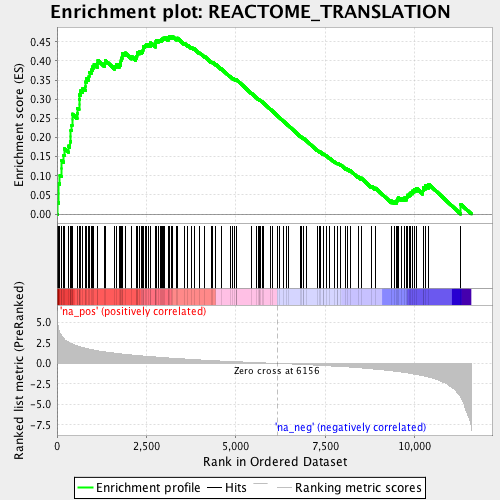 Enrichment plot: REACTOME_TRANSLATION
Enrichment score (ES)
0.45
0.40
0.35
0.30
0.25
0.20
0.15
0.10
0.05
0.00
'na_pos' (positively correlated)
Ranked list metric (PreRanked)
5.0
2.5
0.0
-2.5
-5.0
-7.5
Zero cross at 6156
'na_neg' (negatively correlated)
0
2,500
5,000
7,500
10,000
Rank in Ordered Dataset
Enrichment profile
Hits
Ranking metric scores